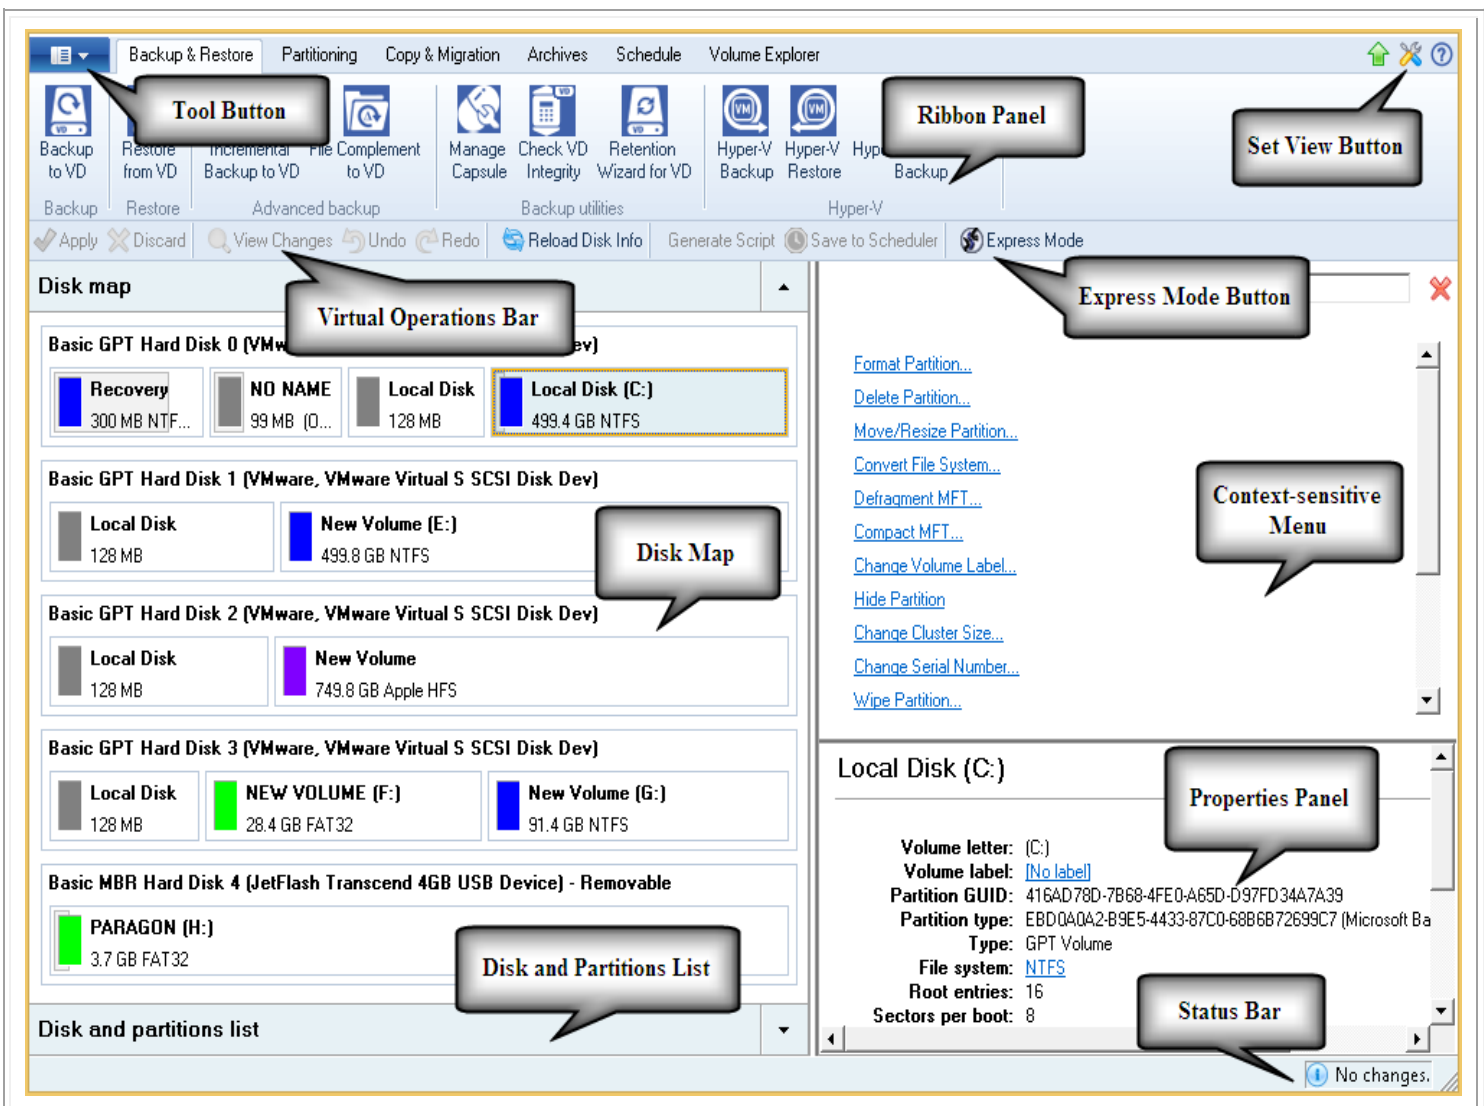 Backup & Restore Partitioning Copy & Migration Archives Schedule Volume Explorer
Tool Button
Ribbon Panel
Set View Button
Backup to VD
Restore from VD
Incremental Backup to VD
File Complement to VD
Manage Capsule
Check VD Integrity
Retention Wizard for VD
Hyper-V Backup
Hyper-V Restore
Backup
Backup Restore Advanced backup Backup utilities Hyper-V
Apply Discard View Changes Undo Redo Reload Disk Info Generate Script Save to Scheduler Express Mode
Disk map
Virtual Operations Bar
Express Mode Button
Basic GPT Hard Disk 0
Recovery
300 MB NTF...
NO NAME
99 MB (O...
Local Disk
128 MB
Local Disk (C:)
499.4 GB NTFS
Basic GPT Hard Disk 1 (VMware, VMware Virtual S SCSI Disk Dev)
Local Disk
128 MB
New Volume (E:)
499.8 GB NTFS
Disk Map
Basic GPT Hard Disk 2 (VMware, VMware Virtual S SCSI Disk Dev)
Local Disk
128 MB
New Volume
749.8 GB Apple HFS
Basic GPT Hard Disk 3 (VMware, VMware Virtual S SCSI Disk Dev)
Local Disk
128 MB
NEW VOLUME (F:)
28.4 GB FAT32
New Volume (G:)
91.4 GB NTFS
Basic MBR Hard Disk 4 (JetFlash Transcend 4GB USB Device) - Removable
PARAGON (H:)
3.7 GB FAT32
Disk and Partitions List
Disk and partitions list
Format Partition...
Delete Partition...
Move/Resize Partition...
Convert File System...
Defragment MFT...
Compact MFT...
Change Volume Label...
Hide Partition
Change Cluster Size...
Change Serial Number...
Wipe Partition...
Context-sensitive
Menu
Local Disk (C:)
Properties Panel
Volume letter: (C:)
Volume label: [No label]
Partition GUID: 416AD78D-7B68-4FE0-A65D-D97FD34A7A39
Partition type: EBD0A0A2-B9E5-4433-87C0-68B6B72699C7 (Microsoft Ba
Type: GPT Volume
File system: NTFS
Root entries: 16
Sectors per boot: 8
Status Bar
No changes.